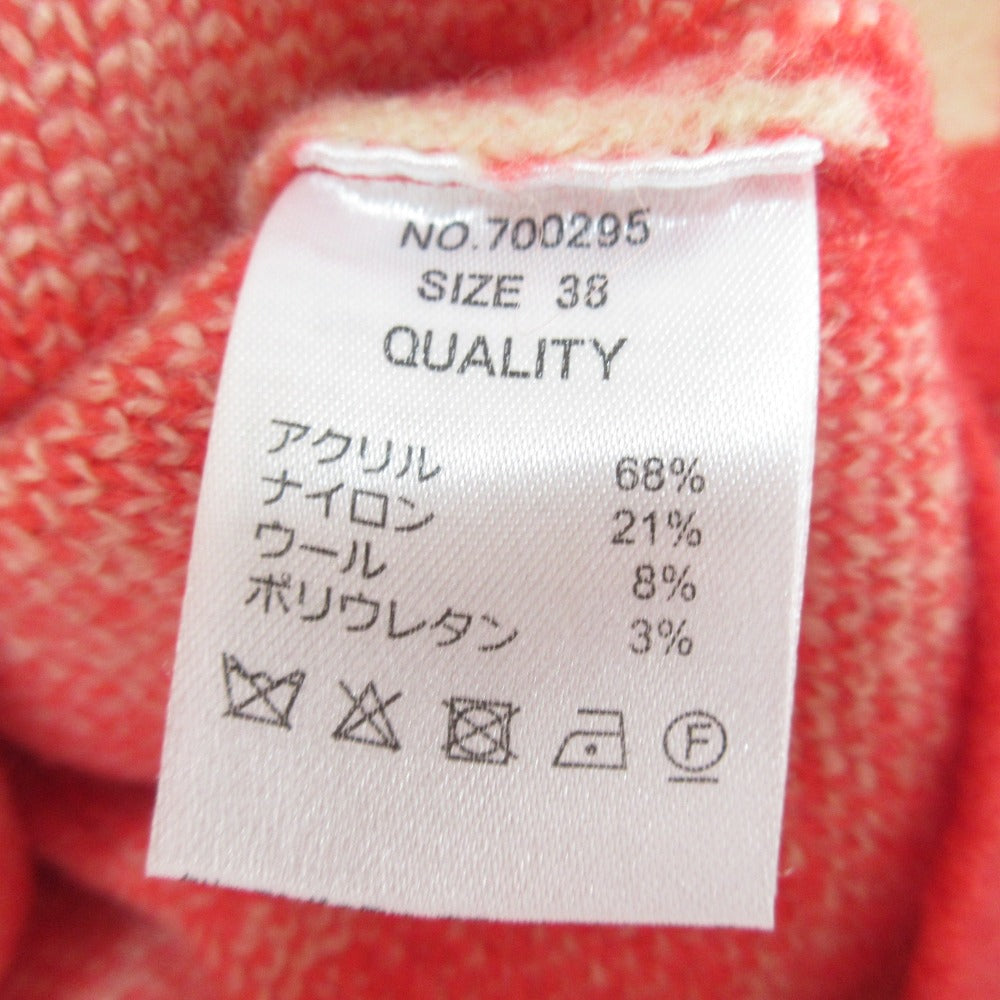 NO.700295
SIZE 38
QUALITY
アクリル 68%
ナイロン 21%
ウール 8%
ポリウレタン 3%
F